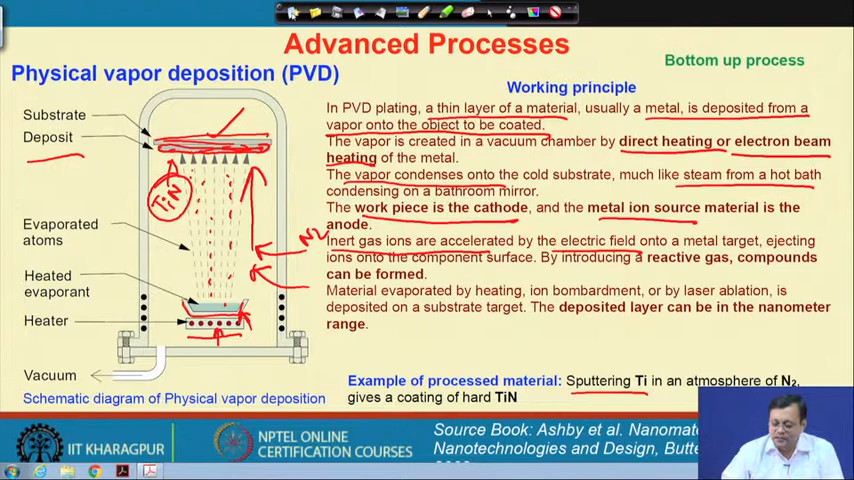 Advanced Processes
Bottom up process
Physical vapor deposition (PVD)
Working principle
Substrate
Deposit
Evaporated
atoms
Heated
evaporant
Heater
Vacuum
TiN
N2
Schematic diagram of Physical vapor deposition
In PVD plating, a thin layer of a material, usually a metal, is deposited from a
vapor onto the object to be coated.
The vapor is created in a vacuum chamber by direct heating or electron beam
heating of the metal.
The vapor condenses onto the cold substrate, much like steam from a hot bath
condensing on a bathroom mirror.
The work piece is the cathode, and the metal ion source material is the
anode.
Inert gas ions are accelerated by the electric field onto a metal target, ejecting
ions onto the component surface. By introducing a reactive gas, compounds
can be formed.
Material evaporated by heating, ion bombardment, or by laser ablation, is
deposited on a substrate target. The deposited layer can be in the nanometer
range.
Example of processed material: Sputtering Ti in an atmosphere of N₂,
gives a coating of hard TiN
IIT KHARAGPUR
NPTEL ONLINE
CERTIFICATION COURSES
Source Book: Ashby et al. Nanomate
Nanotechnologies and Design, Butte